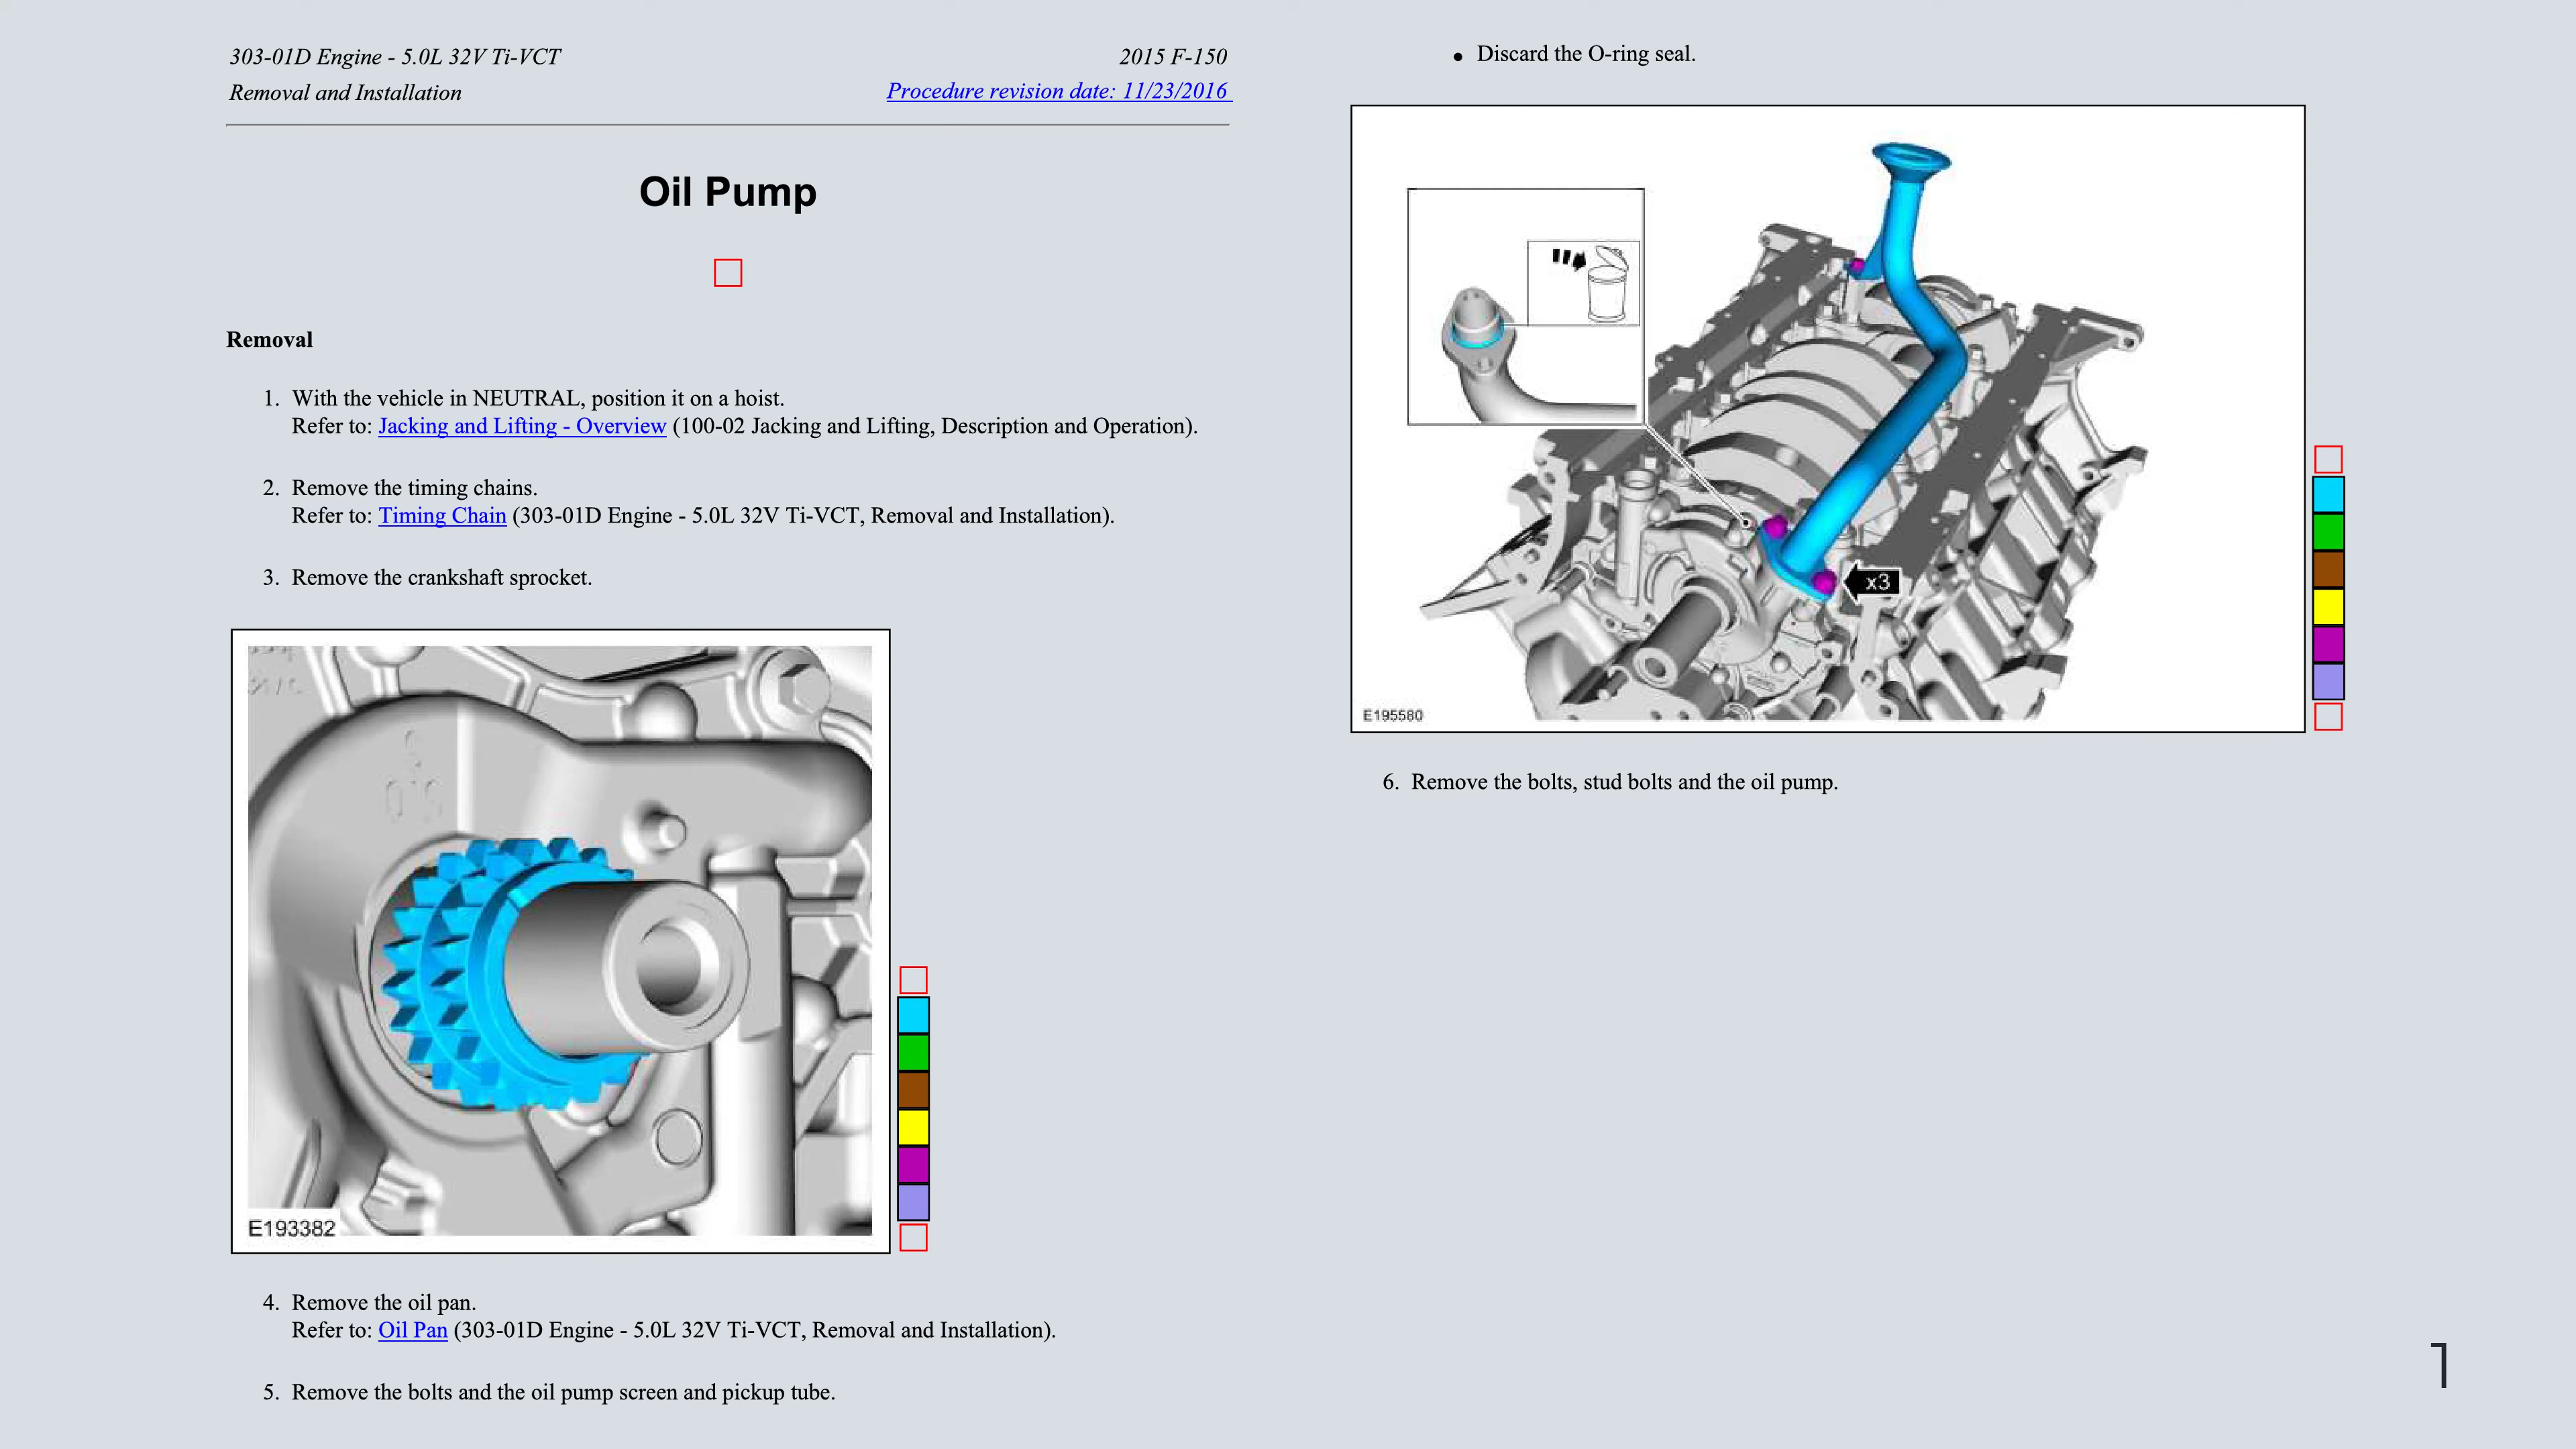 303-01D Engine - 5.0L 32V Ti-VCT
2015 F-150
Removal and Installation
Procedure revision date: 11/23/2016
Oil Pump
Removal
1. With the vehicle in NEUTRAL, position it on a hoist.
Refer to: Jacking and Lifting - Overview (100-02 Jacking and Lifting, Description and Operation).
2. Remove the timing chains.
Refer to: Timing Chain (303-01D Engine - 5.0L 32V Ti-VCT, Removal and Installation).
3. Remove the crankshaft sprocket.
E193382
4. Remove the oil pan.
Refer to: Oil Pan (303-01D Engine - 5.0L 32V Ti-VCT, Removal and Installation).
5. Remove the bolts and the oil pump screen and pickup tube.
• Discard the O-ring seal.
x3
E195580
6. Remove the bolts, stud bolts and the oil pump.
1